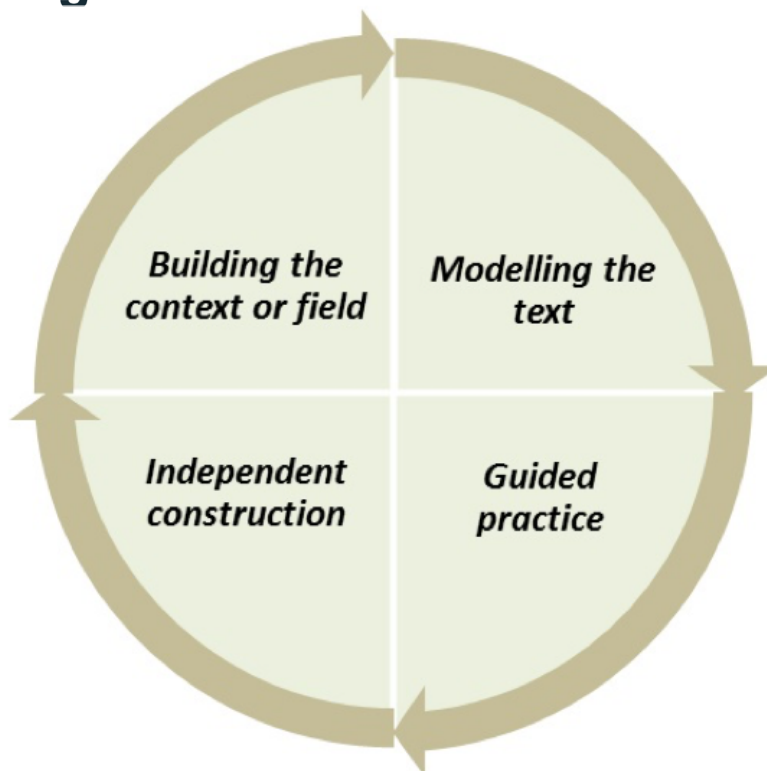 Building the
context or field
Modelling the
text
Guided
practice
Independent
construction